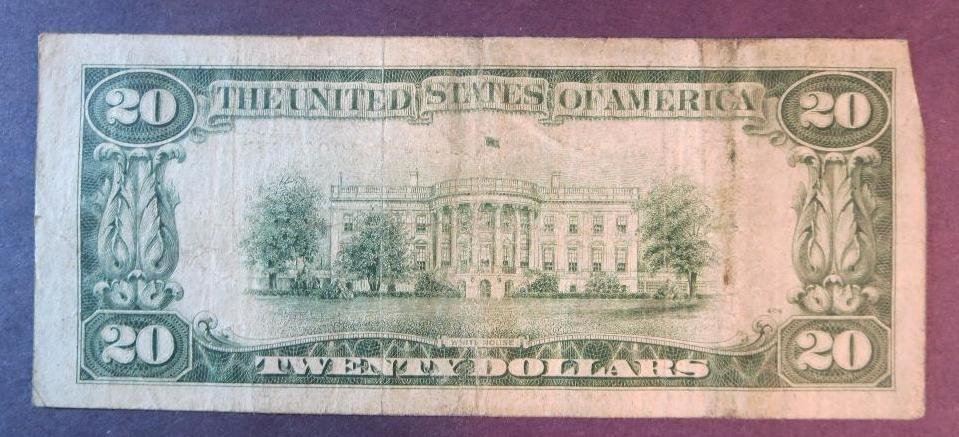 20 THE UNITED STATES OF AMERICA 20
WHITE HOUSE
20 TWENTY DOLLARS 20